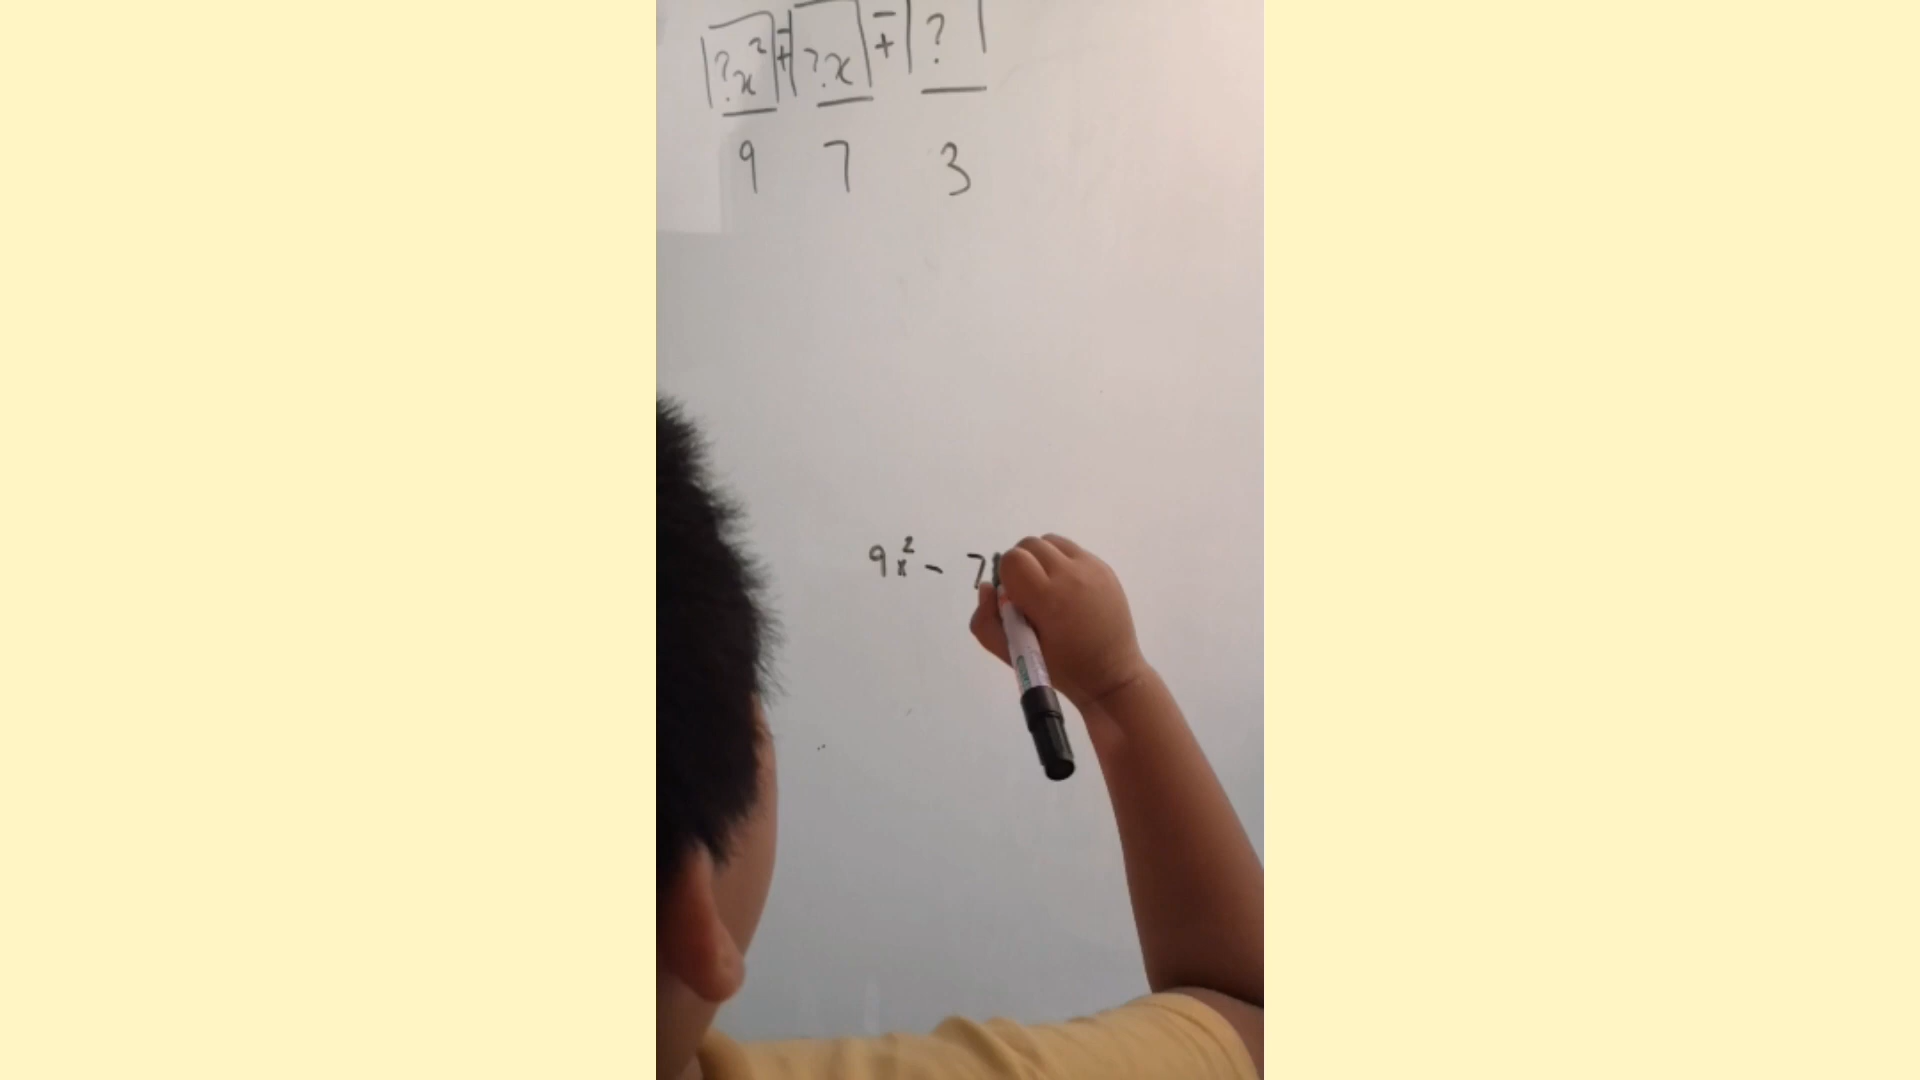 ?x² ∓ ?x ∓ ?
9 7 3
9x² - 7